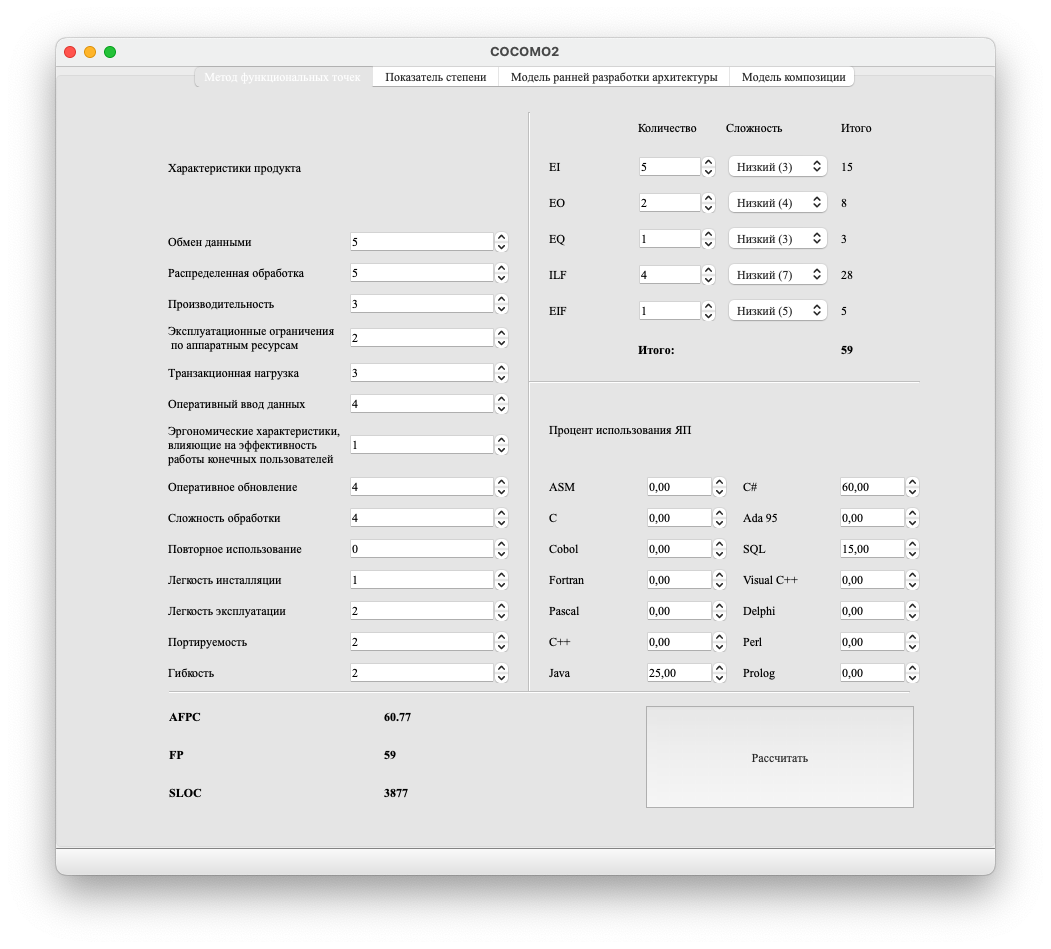 COCOMO2
Метод функциональных точек Показатель степени Модель ранней разработки архитектуры Модель композиции
Характеристики продукта
Обмен данными 5
Распределенная обработка 5
Производительность 3
Эксплуатационные ограничения
по аппаратным ресурсам 2
Транзакционная нагрузка 3
Оперативный ввод данных 4
Эргономические характеристики,
влияющие на эффективность 1
работы конечных пользователей
Оперативное обновление 4
Сложность обработки 4
Повторное использование 0
Легкость инсталляции 1
Легкость эксплуатации 2
Портируемость 2
Гибкость 2
Количество Сложность Итого
EI 5 Низкий (3) 15
EO 2 Низкий (4) 8
EQ 1 Низкий (3) 3
ILF 4 Низкий (7) 28
EIF 1 Низкий (5) 5
Итого: 59
Процент использования ЯП
ASM 0,00 C# 60,00
C 0,00 Ada 95 0,00
Cobol 0,00 SQL 15,00
Fortran 0,00 Visual C++ 0,00
Pascal 0,00 Delphi 0,00
C++ 0,00 Perl 0,00
Java 25,00 Prolog 0,00
AFPC 60.77
FP 59
SLOC 3877
Рассчитать